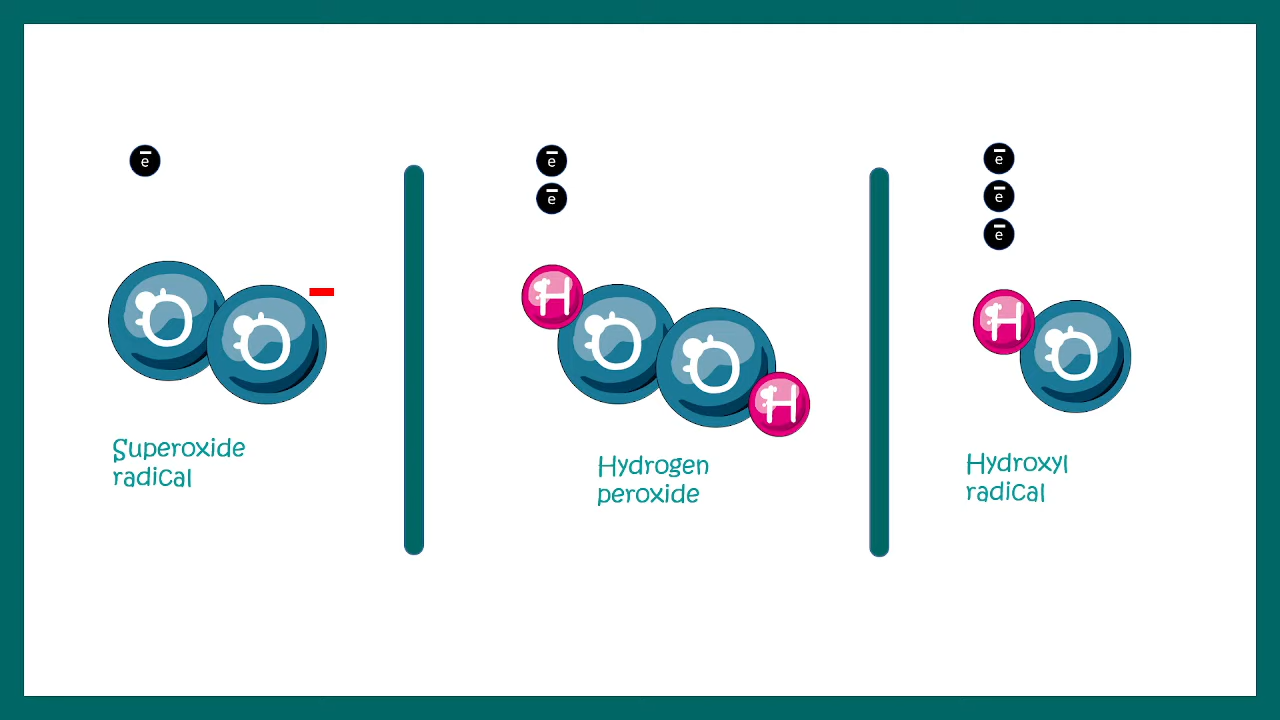 ē
O O
Superoxide
radical
ē
ē
H O O H
Hydrogen
peroxide
ē
ē
ē
H O
Hydroxyl
radical